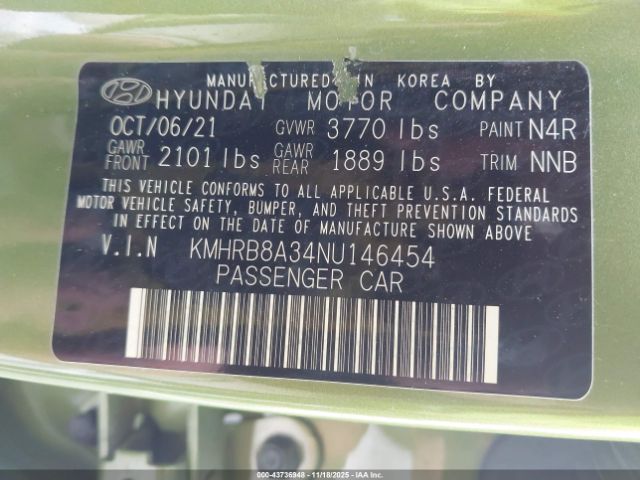 MANUFACTURED IN KOREA BY
HYUNDAI MOTOR COMPANY
OCT/06/21 GVWR 3770 lbs PAINT N4R
GAWR FRONT 2101 lbs GAWR REAR 1889 lbs TRIM NNB
THIS VEHICLE CONFORMS TO ALL APPLICABLE U.S.A. FEDERAL
MOTOR VEHICLE SAFETY, BUMPER, AND THEFT PREVENTION STANDARDS
IN EFFECT ON THE DATE OF MANUFACTURE SHOWN ABOVE.
V.I.N KMHRB8A34NU146454
PASSENGER CAR
000-43736948 - 11/18/2025 - IAAI.COM